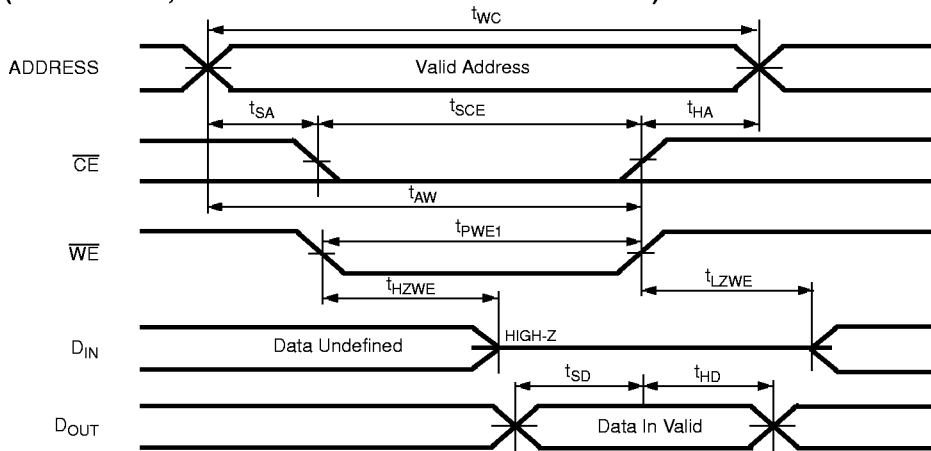 tWC
ADDRESS
Valid Address
tSA
tSCE
tHA
CE
tAW
tPWE1
WE
tHZWE
tLZWE
HIGH-Z
DIN
Data Undefined
tSD
tHD
DOUT
Data In Valid